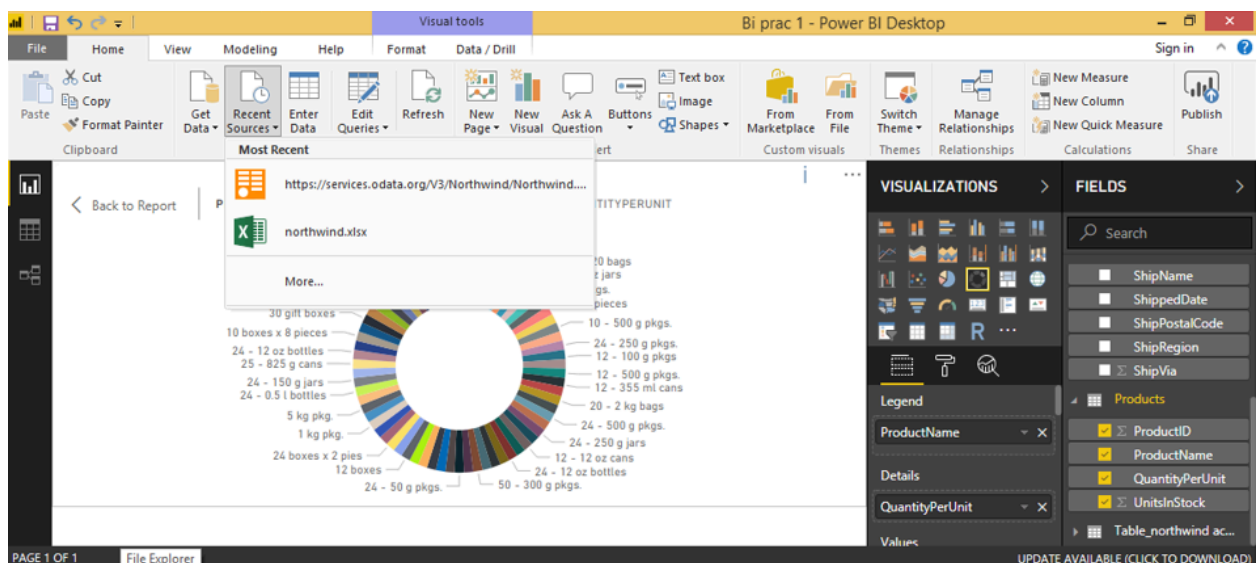 Visual tools
Bi prac 1 - Power BI Desktop
File Home View Modeling Help Format Data / Drill Sign in
Paste
Cut
Copy
Format Painter
Get Data
Recent Sources
Enter Data
Edit Queries
Refresh
New Page
New Visual
Ask A Question
Buttons
Text box
Image
Shapes
From Marketplace
From File
Switch Theme
Manage Relationships
New Measure
New Column
New Quick Measure
Publish
Clipboard
Custom visuals
Themes
Relationships
Calculations
Share
Most Recent
https://services.odata.org/V3/Northwind/Northwind....
northwind.xlsx
More...
Back to Report
30 gift boxes
10 boxes x 8 pieces
24 - 12 oz bottles
25 - 825 g cans
24 - 150 g jars
24 - 0.5 l bottles
5 kg pkg.
1 kg pkg.
24 boxes x 2 pies
12 boxes
24 - 50 g pkgs.
20 bags
jars
pieces
10 - 500 g pkgs.
24 - 250 g pkgs.
12 - 100 g pkgs
12 - 500 g pkgs.
12 - 355 ml cans
20 - 2 kg bags
24 - 500 g pkgs.
24 - 250 g jars
12 - 12 oz cans
24 - 12 oz bottles
50 - 300 g pkgs.
VISUALIZATIONS
R
Legend
ProductName
Details
QuantityPerUnit
Values
FIELDS
Search
ShipName
ShippedDate
ShipPostalCode
ShipRegion
Σ ShipVia
Products
Σ ProductID
ProductName
QuantityPerUnit
Σ UnitsInStock
Table_northwind ac...
PAGE 1 OF 1
File Explorer
UPDATE AVAILABLE (CLICK TO DOWNLOAD)